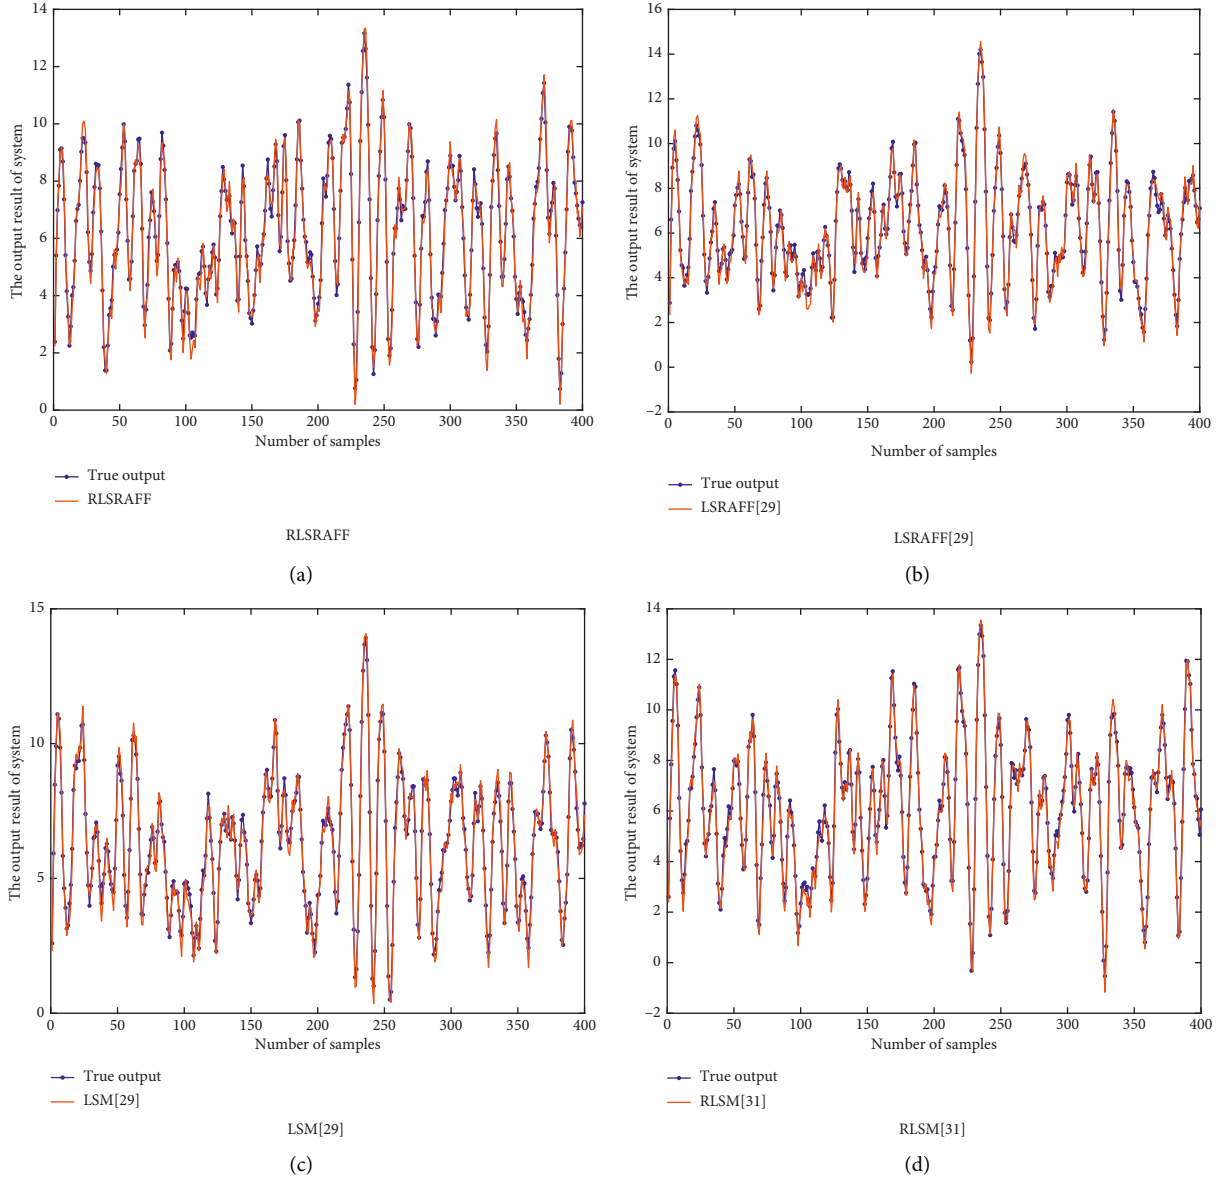 14
12
10
8
6
4
2
0
The output result of system
0 50 100 150 200 250 300 350 400
Number of samples
True output
RLSRAFF
RLSRAFF
(a)
16
14
12
10
8
6
4
2
0
–2
The output result of system
0 50 100 150 200 250 300 350 400
Number of samples
True output
LSRAFF[29]
LSRAFF[29]
(b)
15
10
5
0
The output result of system
0 50 100 150 200 250 300 350 400
Number of samples
True output
LSM[29]
LSM[29]
(c)
14
12
10
8
6
4
2
0
–2
The output result of system
0 50 100 150 200 250 300 350 400
Number of samples
True output
RLSM[31]
RLSM[31]
(d)